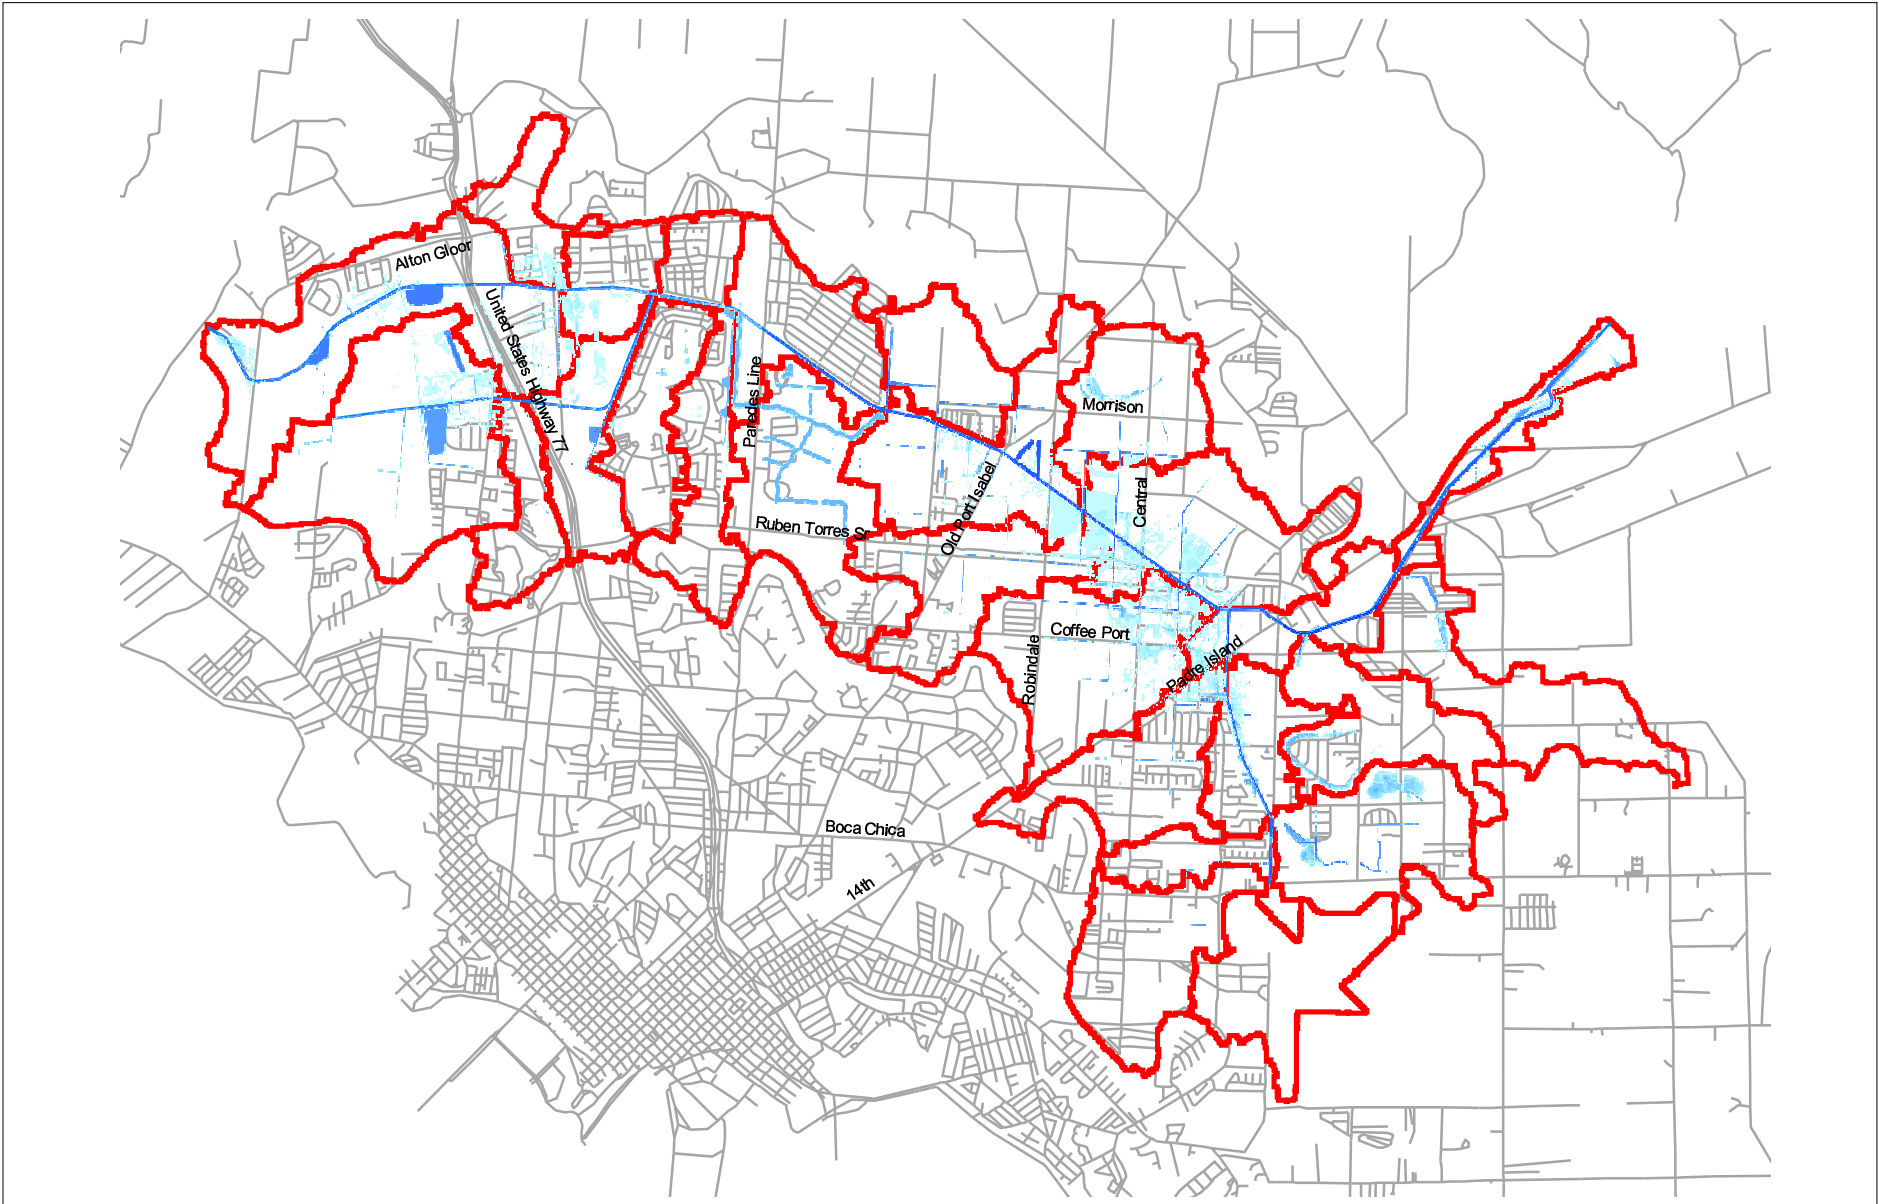 Alton Gloor
United States Highway 77
Paredes Line
Morrison
Old Port Isabel
Central
Ruben Torres S
Coffee Port
Robindale
Padre Island
Boca Chica
14th